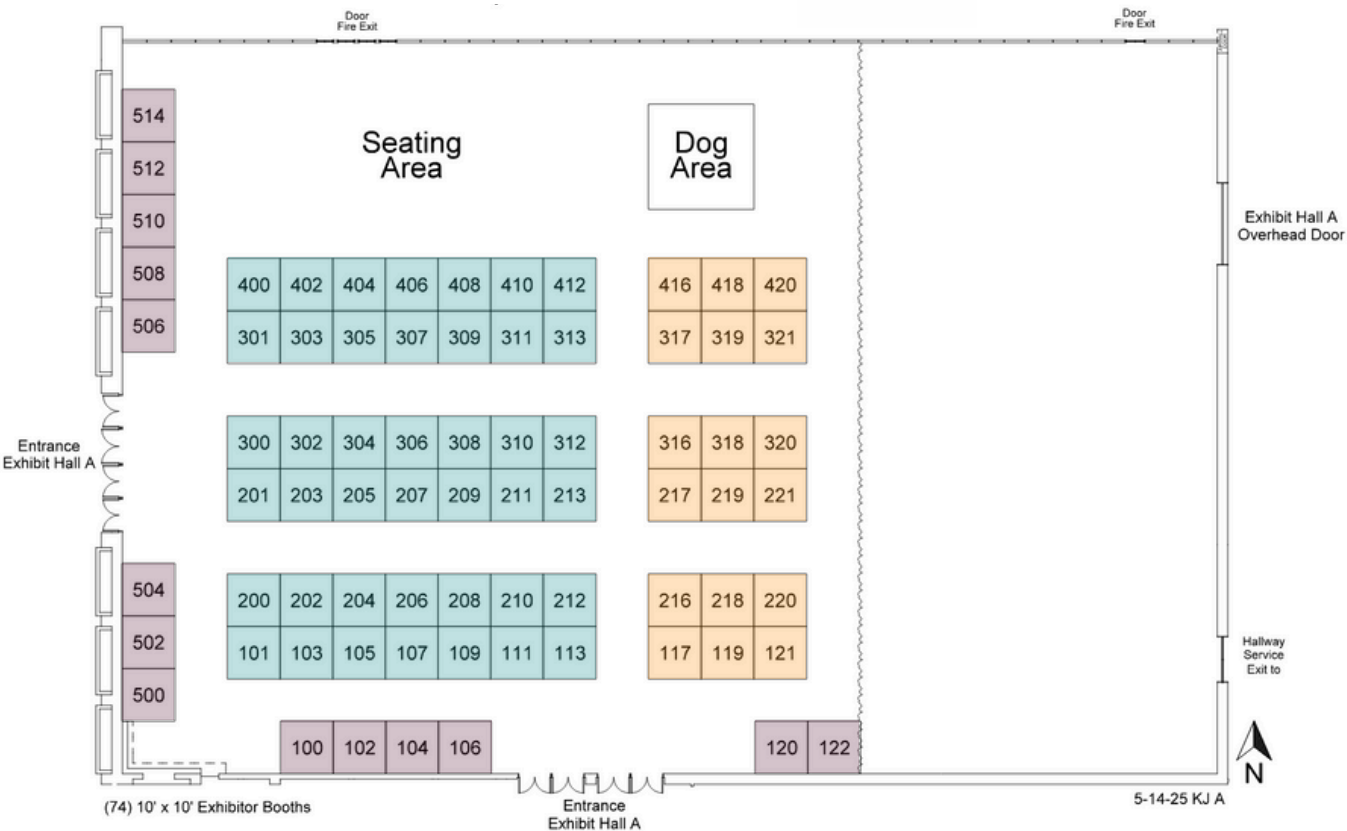 Door
Fire Exit
Door
Fire Exit
514
512
510
508
506
Seating
Area
Dog
Area
Exhibit Hall A
Overhead Door
400 402 404 406 408 410 412 416 418 420
301 303 305 307 309 311 313 317 319 321
Entrance
Exhibit Hall A
300 302 304 306 308 310 312 316 318 320
201 203 205 207 209 211 213 217 219 221
504
502
500
200 202 204 206 208 210 212 216 218 220
101 103 105 107 109 111 113 117 119 121
Hallway
Service
Exit to
100 102 104 106 120 122
N
(74) 10' x 10' Exhibitor Booths
Entrance
Exhibit Hall A
5-14-25 KJ A